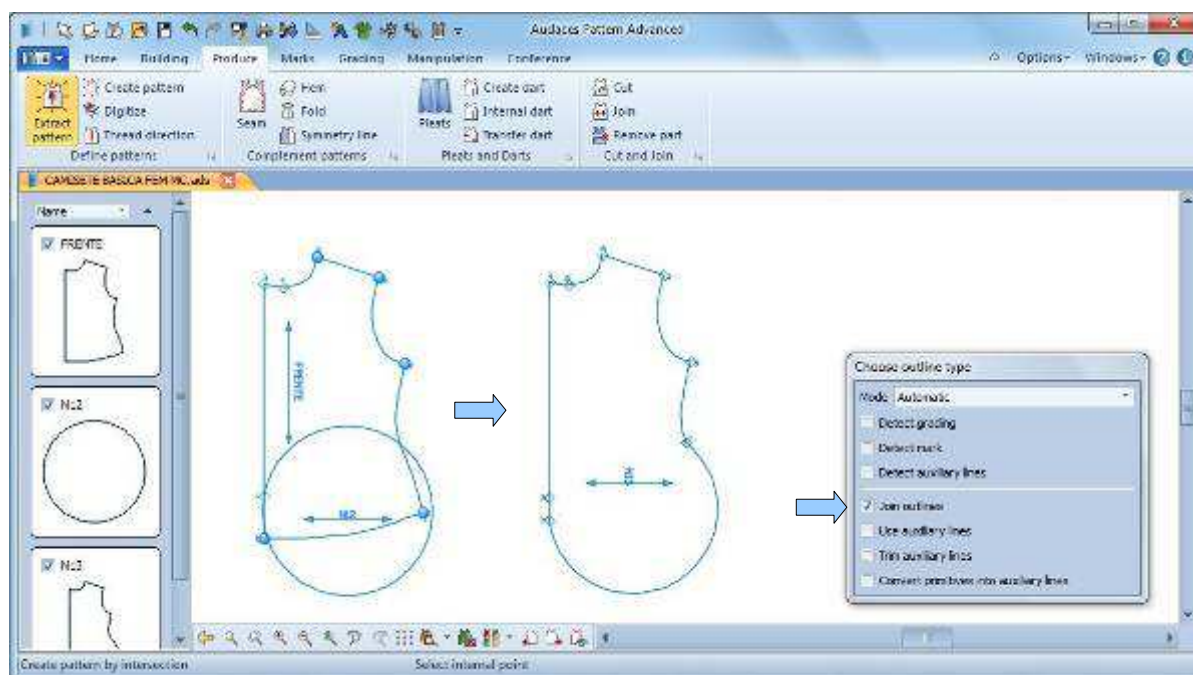 Audaces Pattern Advanced
Home Building Produce Marks Grading Manipulation Conference Options Windows
Extract pattern
Create pattern
Digitize
Thread direction
Define patterns
Seam
Hem
Fold
Symmetry line
Complement patterns
Pleats
Create dart
Internal dart
Transfer dart
Pleats and Darts
Cut
Join
Remove part
Cut and Join
CAMISETE BASICA FEM MC.ads
Name
FRENTE
N:2
N:3
FRENTE
N:2
N:3
Choose outline type
Mode Automatic
Detect grading
Detect mark
Detect auxiliary lines
Join outlines
Use auxiliary lines
Trim auxiliary lines
Convert primitives into auxiliary lines
Create pattern by intersection
Select internal point